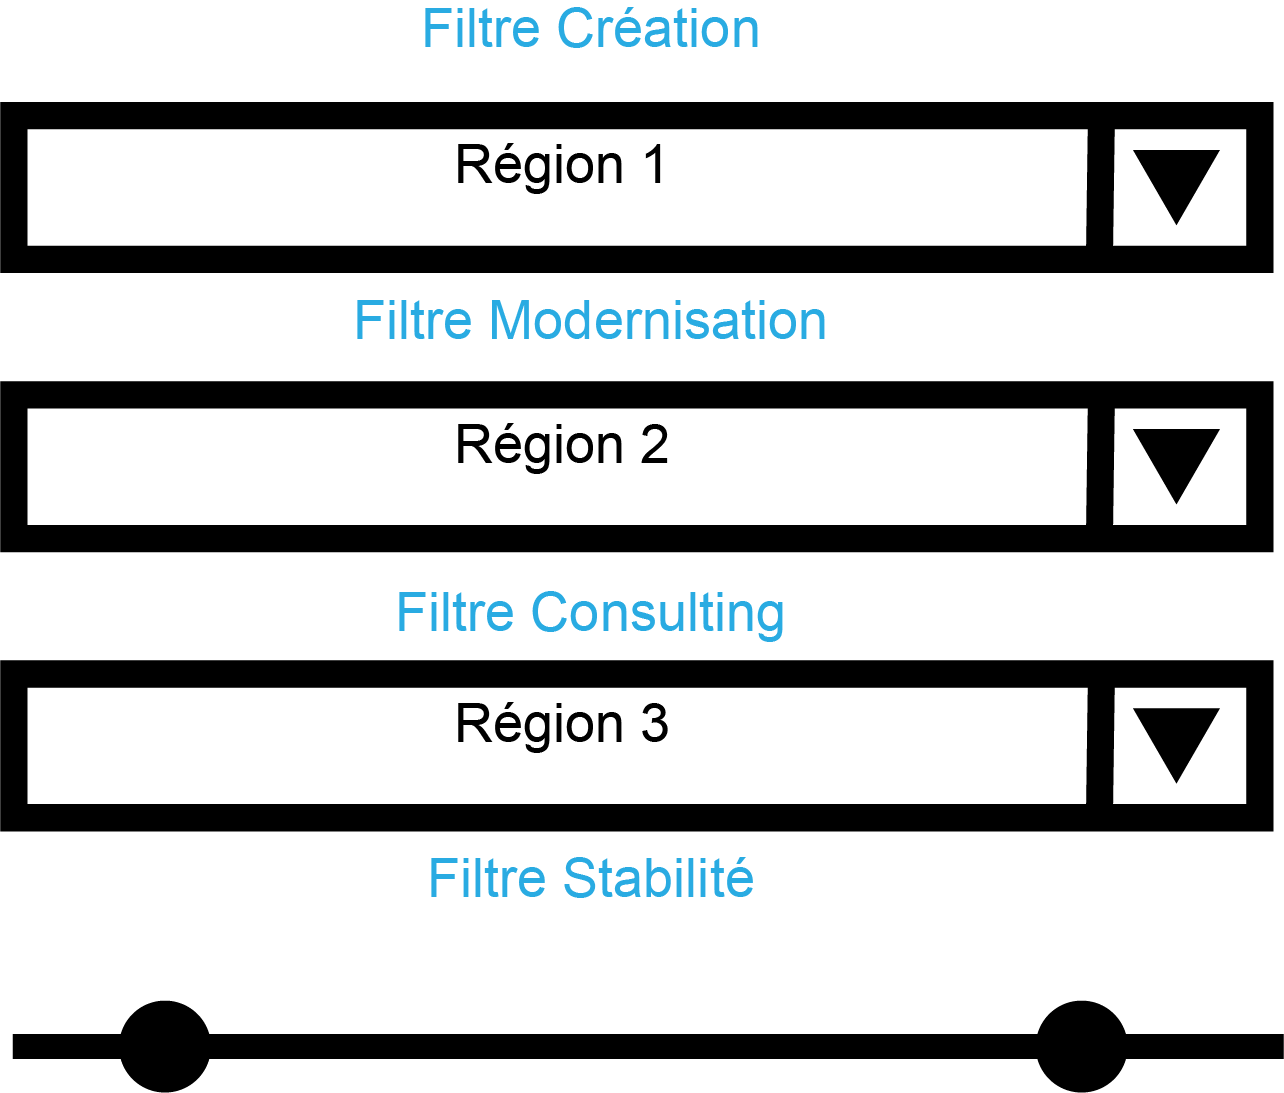 Filtre Création
Région 1
Filtre Modernisation
Région 2
Filtre Consulting
Région 3
Filtre Stabilité